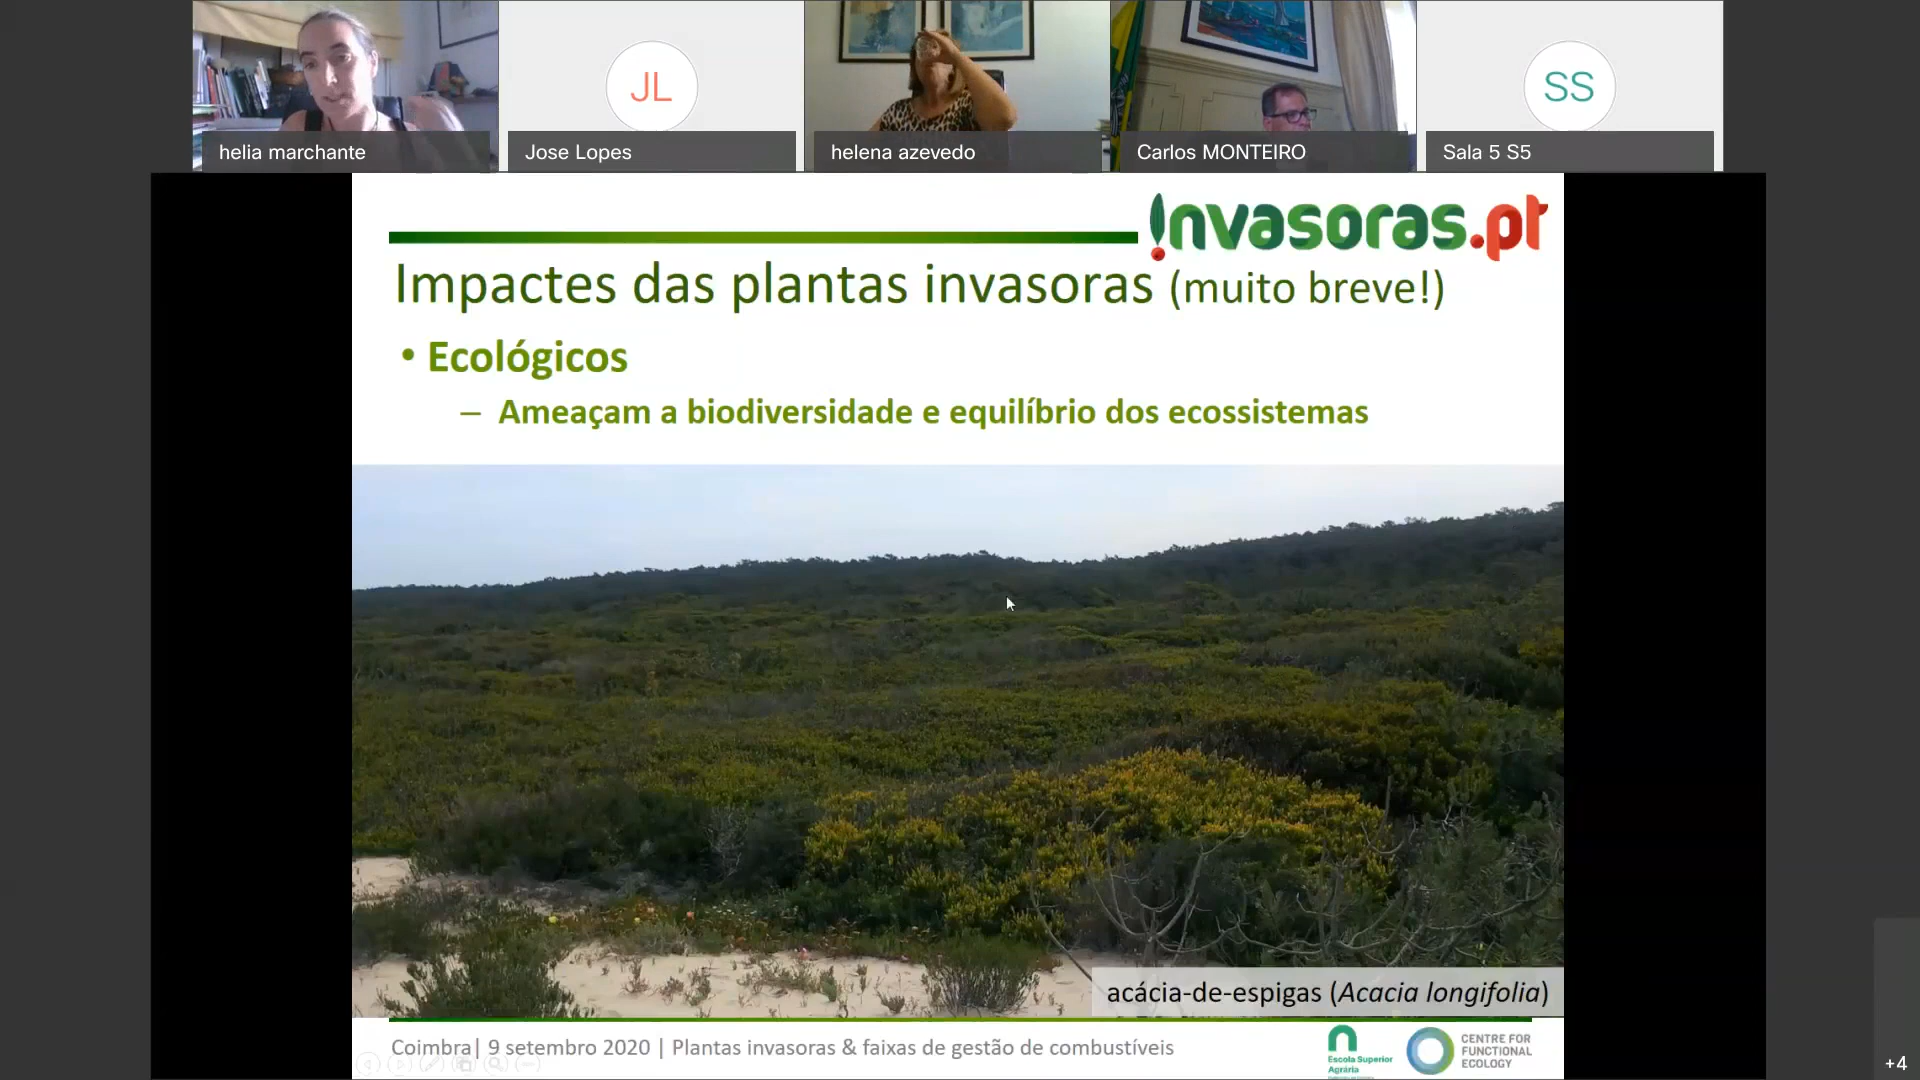 helia marchante
JL
Jose Lopes
helena azevedo
Carlos MONTEIRO
SS
Sala 5 S5
invasoras.pt
Impactes das plantas invasoras (muito breve!)
• Ecológicos
– Ameaçam a biodiversidade e equilíbrio dos ecossistemas
acácia-de-espigas (Acacia longifolia)
Coimbra| 9 setembro 2020 | Plantas invasoras & faixas de gestão de combustíveis
Escola Superior
Agrária
CENTRE FOR
FUNCTIONAL
ECOLOGY
+4